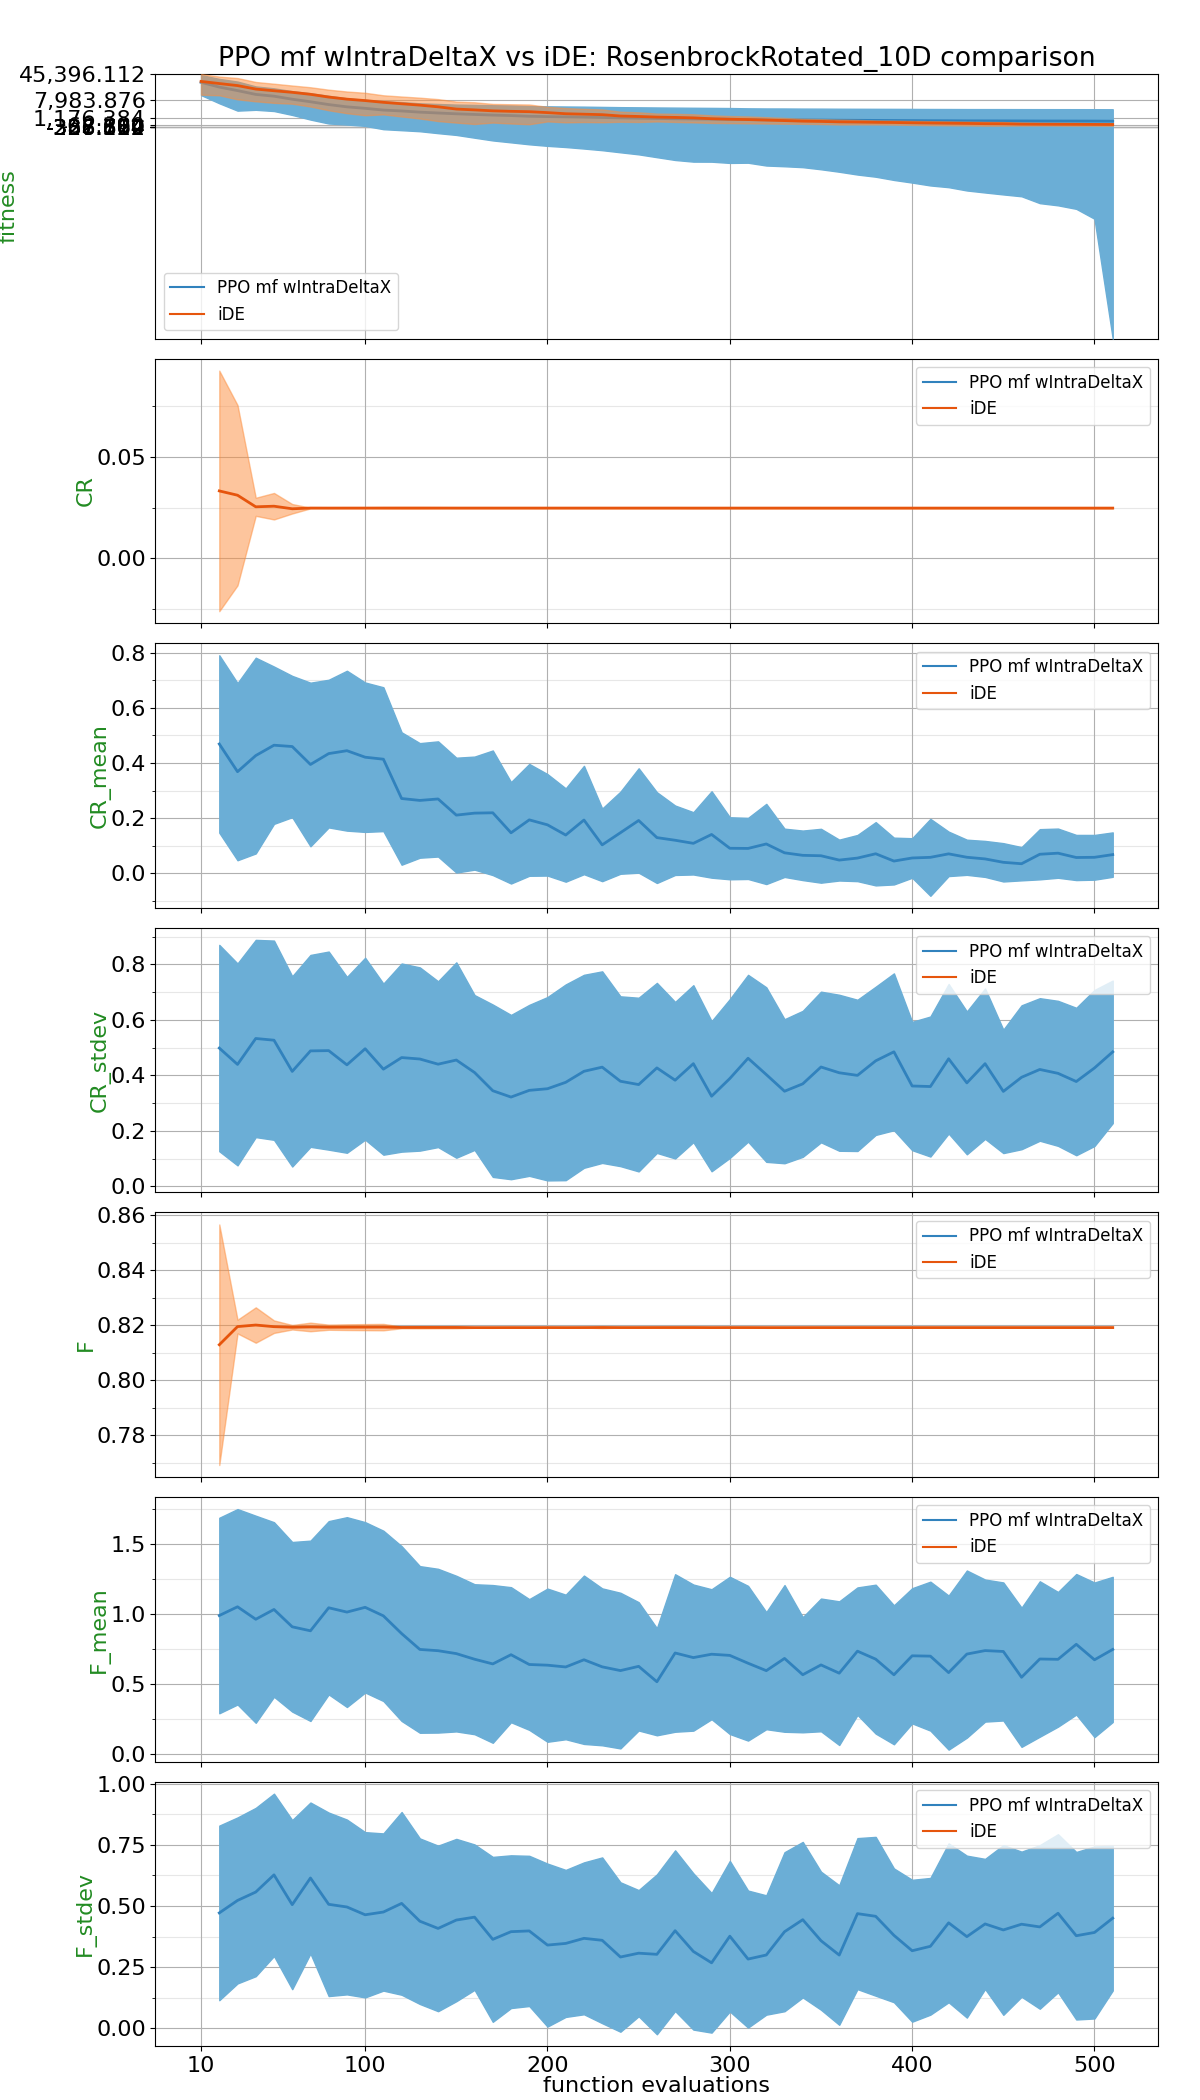 PPO mf wIntraDeltaX vs iDE: RosenbrockRotated_10D comparison
45,396.112
7,983.876
1,176.384
fitness
PPO mf wIntraDeltaX
iDE
PPO mf wIntraDeltaX
iDE
0.05
0.00
CR
PPO mf wIntraDeltaX
iDE
0.8
0.6
0.4
0.2
0.0
CR_mean
PPO mf wIntraDeltaX
iDE
0.8
0.6
0.4
0.2
0.0
CR_stdev
PPO mf wIntraDeltaX
iDE
0.86
0.84
0.82
0.80
0.78
F
PPO mf wIntraDeltaX
iDE
1.5
1.0
0.5
0.0
F_mean
PPO mf wIntraDeltaX
iDE
1.00
0.75
0.50
0.25
0.00
F_stdev
10 100 200 300 400 500
function evaluations